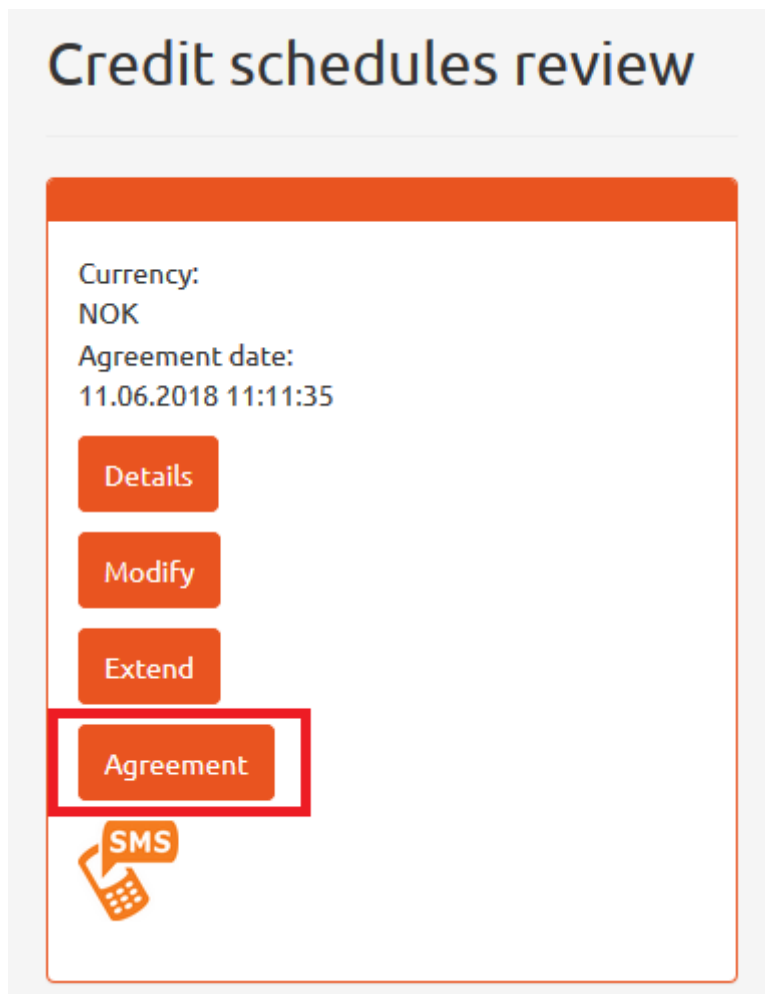 Credit schedules review
Currency:
NOK
Agreement date:
11.06.2018 11:11:35
Details
Modify
Extend
Agreement
SMS